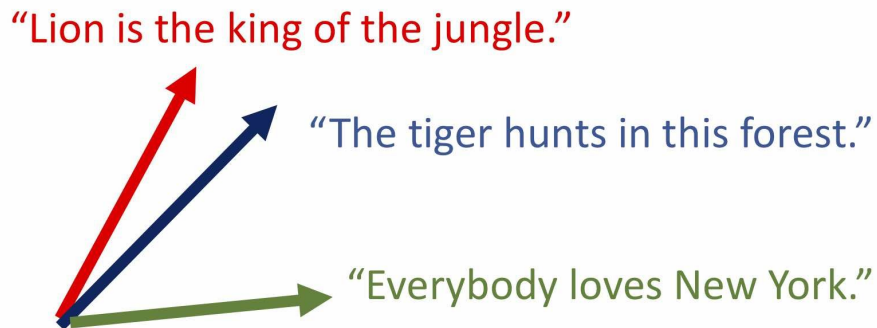 “Lion is the king of the jungle.”
“The tiger hunts in this forest.”
“Everybody loves New York.”